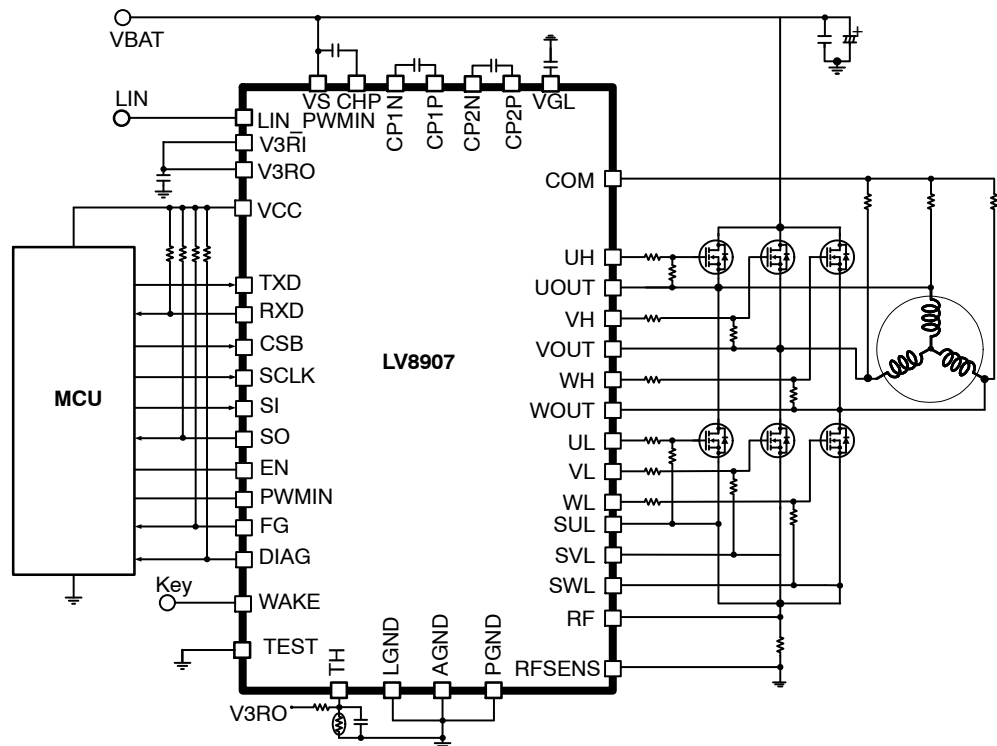 VBAT
LIN
VS
CHP
CP1N
CP1P
CP2N
CP2P
VGL
LIN_PWMIN
V3RI
V3RO
VCC
TXD
RXD
CSB
SCLK
SI
SO
EN
PWMIN
FG
DIAG
Key
WAKE
TEST
MCU
LV8907
COM
UH
UOUT
VH
VOUT
WH
WOUT
UL
VL
WL
SUL
SVL
SWL
RF
RFSENS
TH
LGND
AGND
PGND
V3RO
+